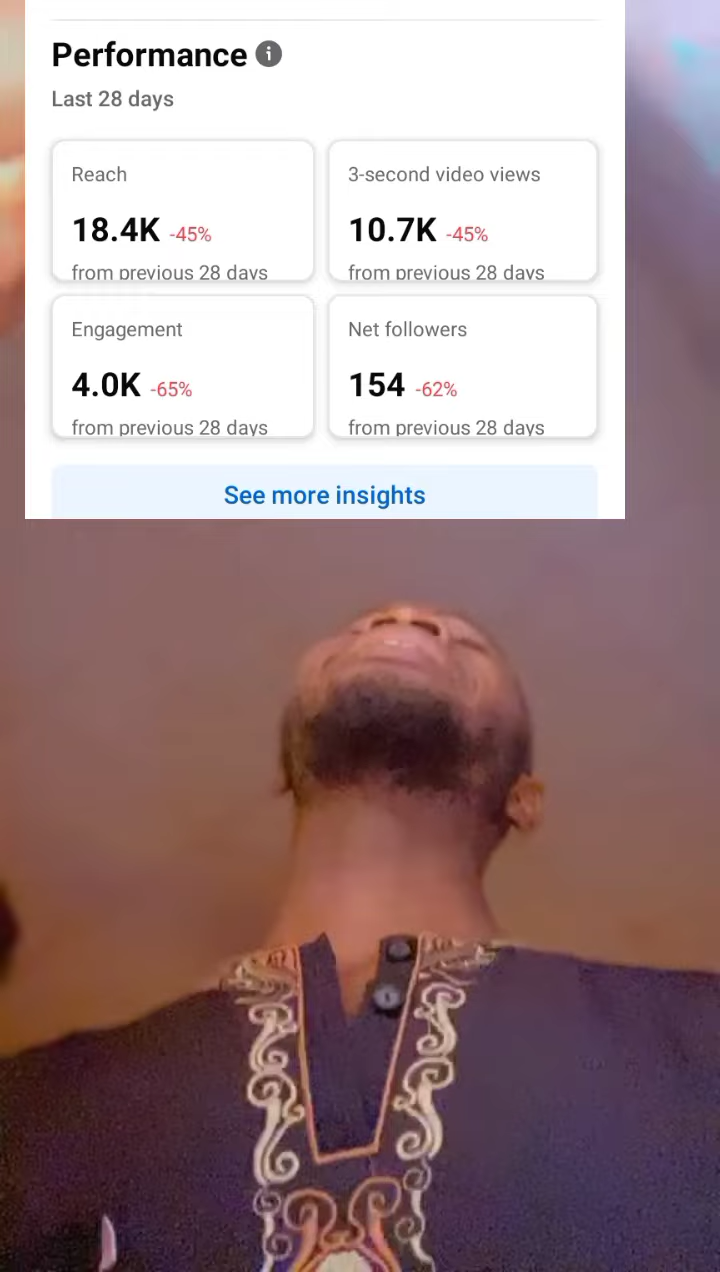 Performance
Last 28 days
Reach
3-second video views
18.4K -45%
10.7K -45%
from previous 28 days
from previous 28 days
Engagement
Net followers
4.0K -65%
154 -62%
from previous 28 days
from previous 28 days
See more insights